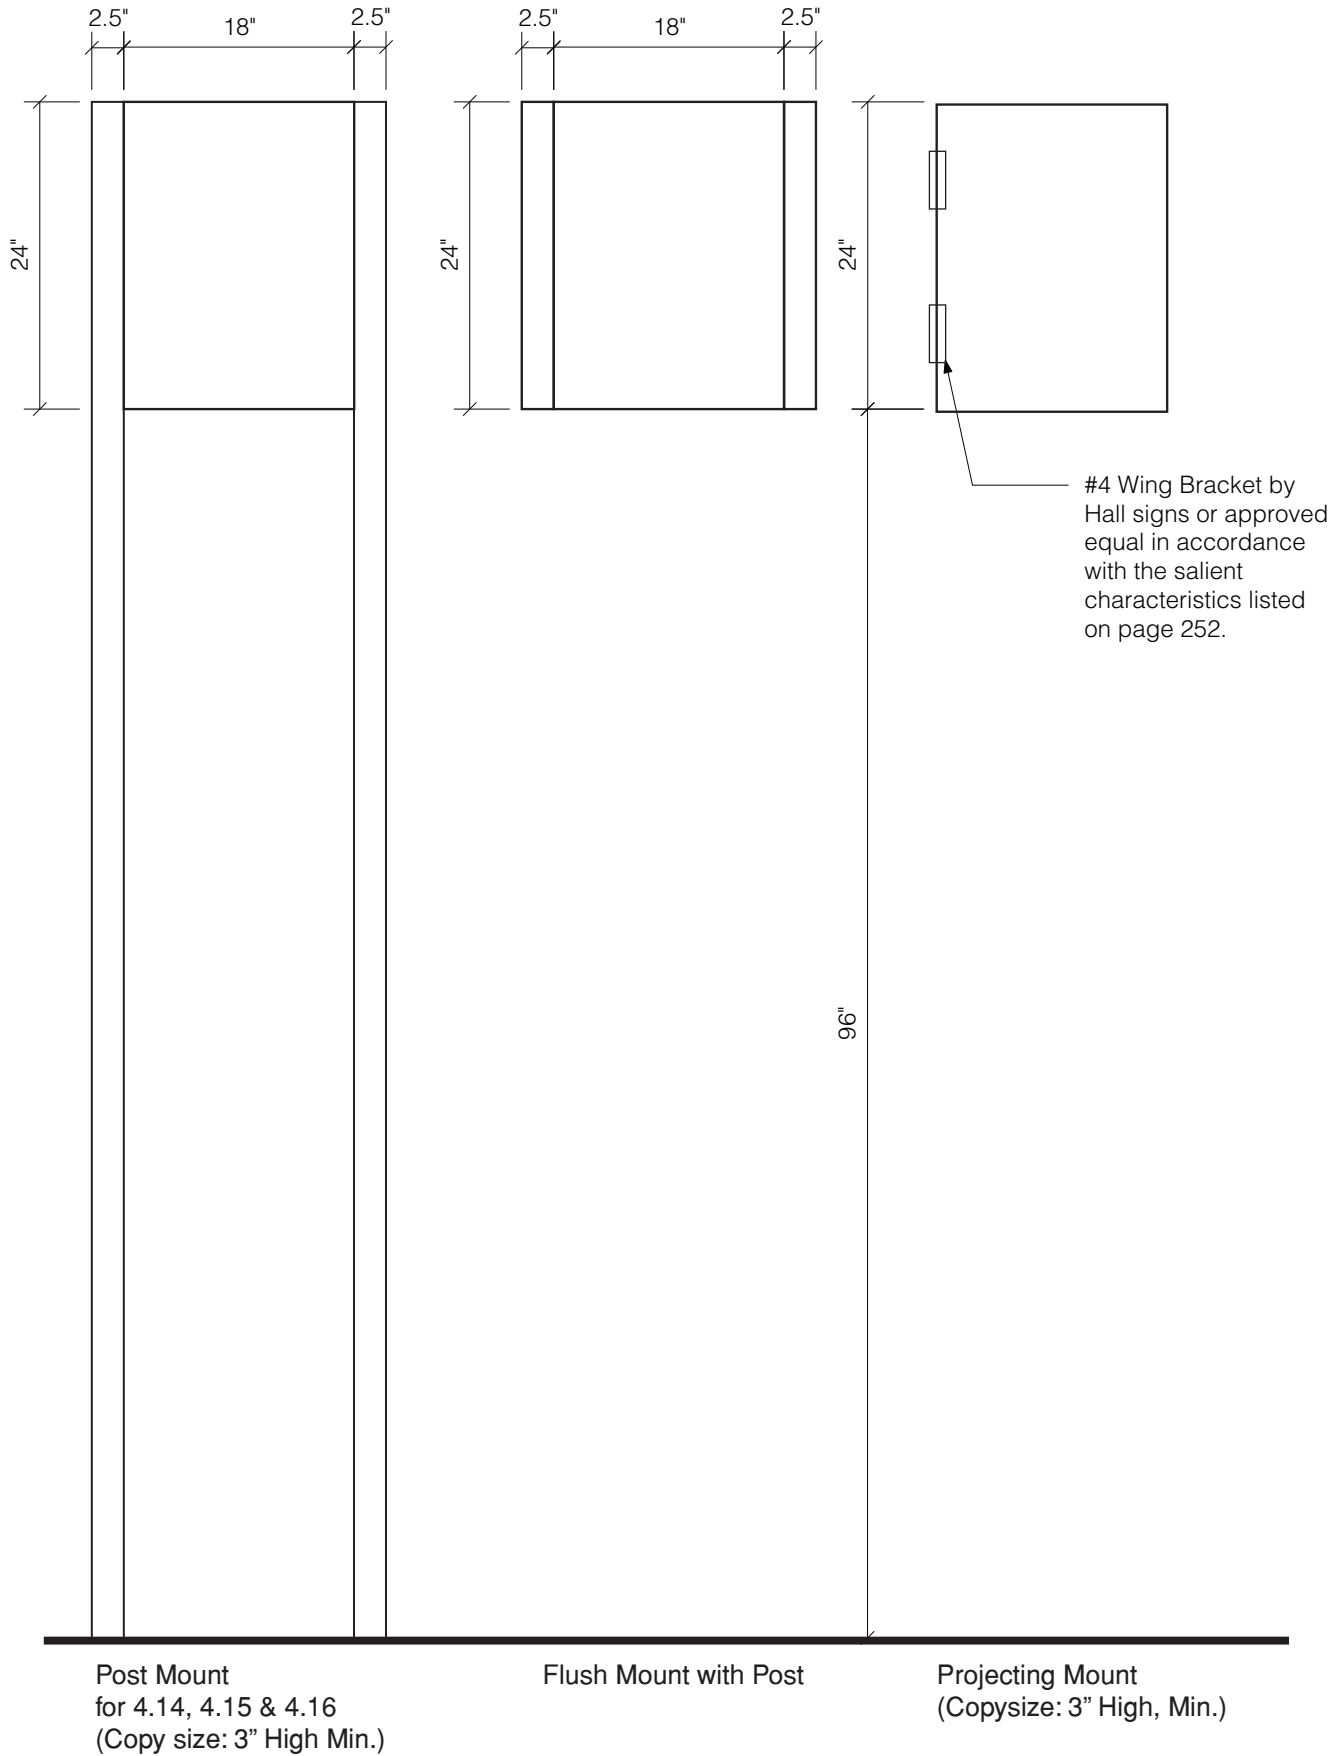 2.5" 18" 2.5"
2.5" 18" 2.5"
24"
24"
24"
#4 Wing Bracket by
Hall signs or approved
equal in accordance
with the salient
characteristics listed
on page 252.
96"
Post Mount
for 4.14, 4.15 & 4.16
(Copy size: 3” High Min.)
Flush Mount with Post
Projecting Mount
(Copysize: 3” High, Min.)